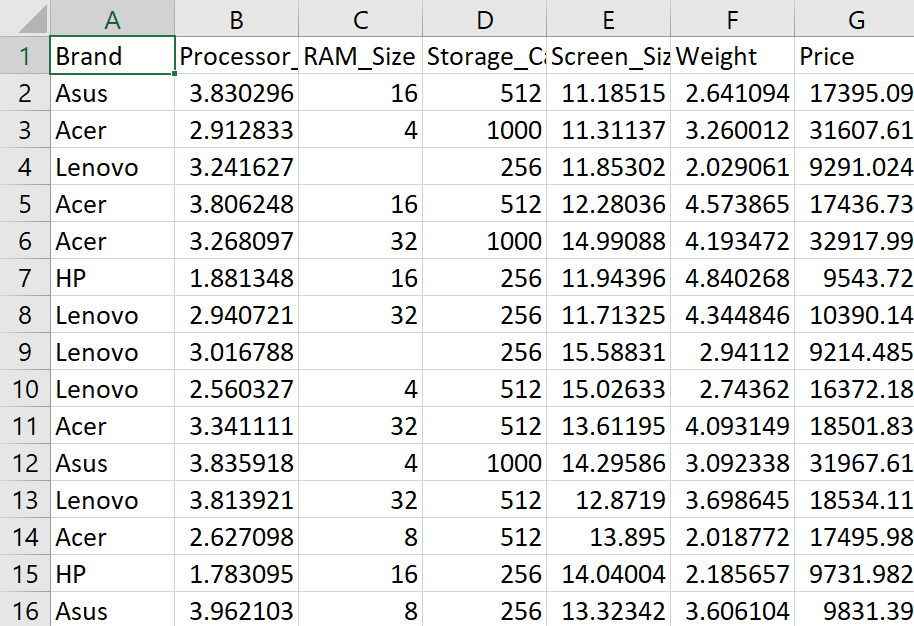 A B C D E F G
1 Brand Processor_ RAM_Size Storage_Ca Screen_Siz Weight Price
2 Asus 3.830296 16 512 11.18515 2.641094 17395.09
3 Acer 2.912833 4 1000 11.31137 3.260012 31607.61
4 Lenovo 3.241627 256 11.85302 2.029061 9291.024
5 Acer 3.806248 16 512 12.28036 4.573865 17436.73
6 Acer 3.268097 32 1000 14.99088 4.193472 32917.99
7 HP 1.881348 16 256 11.94396 4.840268 9543.72
8 Lenovo 2.940721 32 256 11.71325 4.344846 10390.14
9 Lenovo 3.016788 256 15.58831 2.94112 9214.485
10 Lenovo 2.560327 4 512 15.02633 2.74362 16372.18
11 Acer 3.341111 32 512 13.61195 4.093149 18501.83
12 Asus 3.835918 4 1000 14.29586 3.092338 31967.61
13 Lenovo 3.813921 32 512 12.8719 3.698645 18534.11
14 Acer 2.627098 8 512 13.895 2.018772 17495.98
15 HP 1.783095 16 256 14.04004 2.185657 9731.982
16 Asus 3.962103 8 256 13.32342 3.606104 9831.39